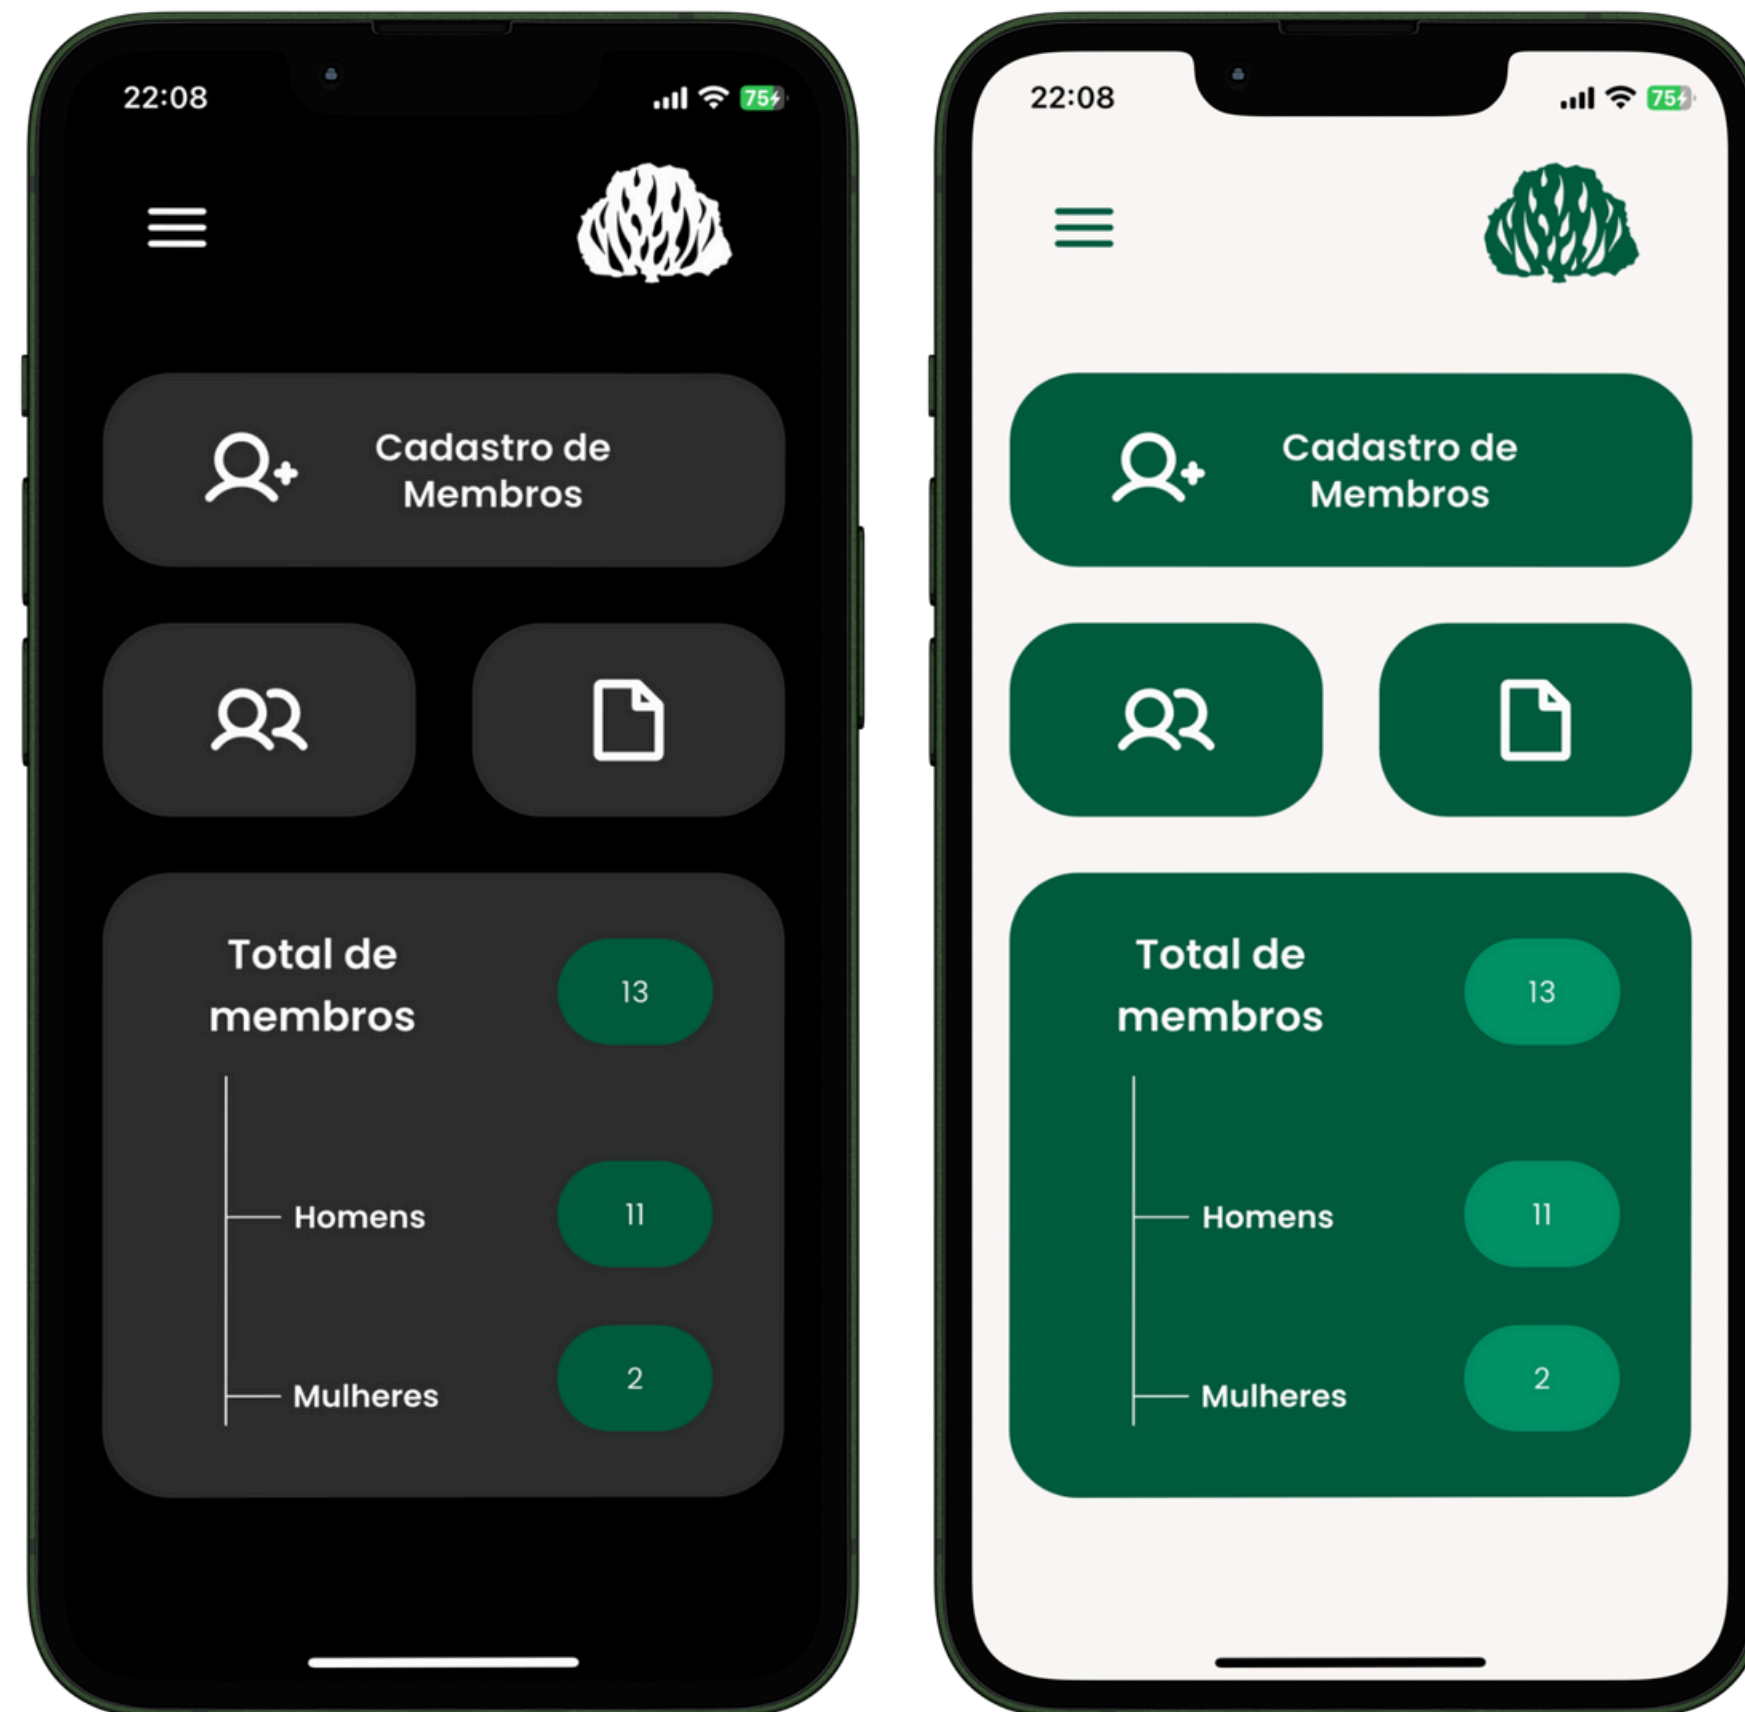 22:08
75
Cadastro de
Membros
Total de
membros
13
Homens
11
Mulheres
2
22:08
75
Cadastro de
Membros
Total de
membros
13
Homens
11
Mulheres
2